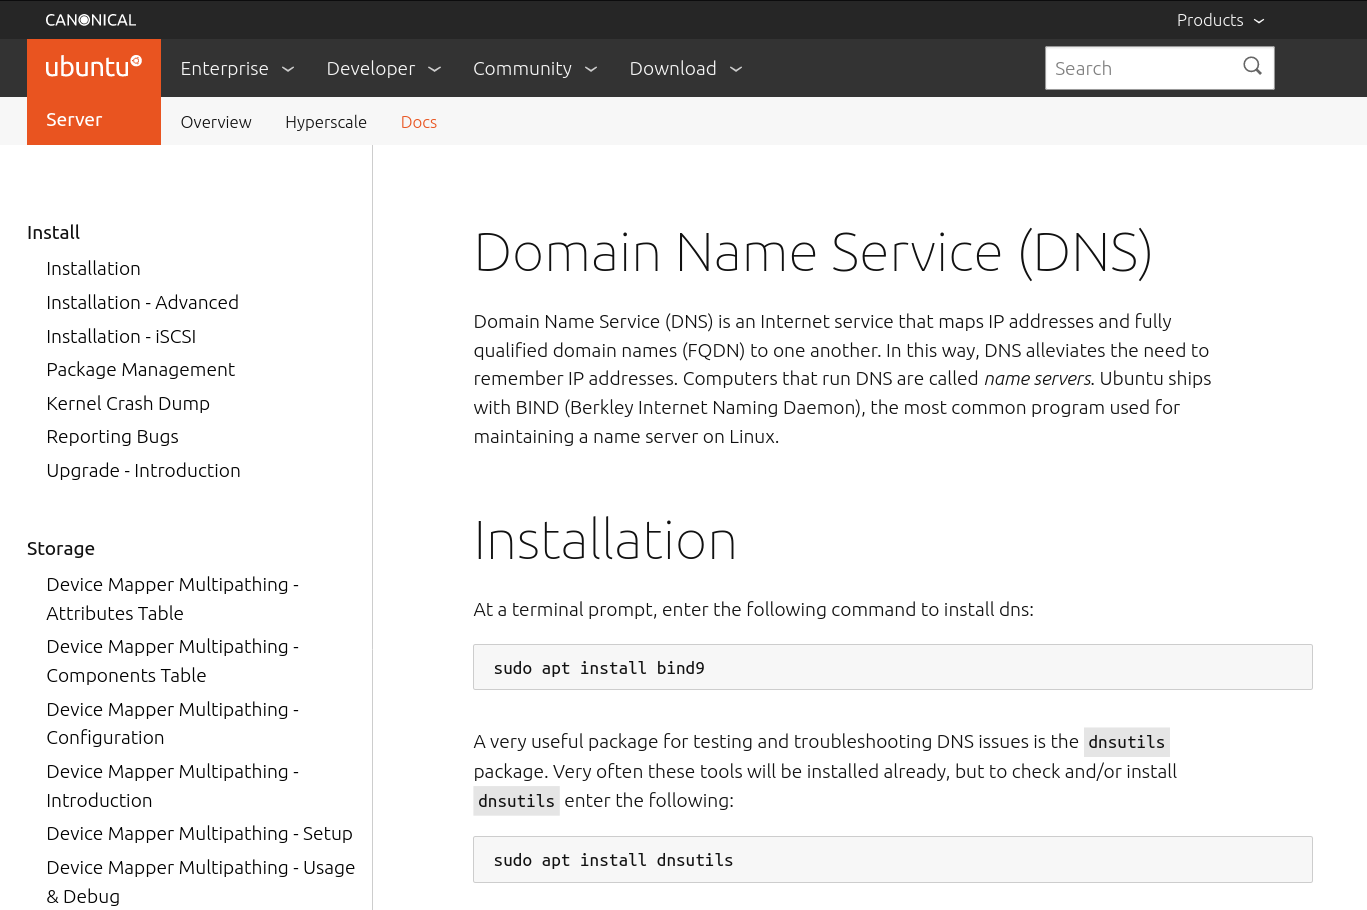 CANONICAL
Products
ubuntu
Enterprise
Developer
Community
Download
Search
Server
Overview
Hyperscale
Docs
Install
Installation
Installation - Advanced
Installation - iSCSI
Package Management
Kernel Crash Dump
Reporting Bugs
Upgrade - Introduction
Storage
Device Mapper Multipathing -
Attributes Table
Device Mapper Multipathing -
Components Table
Device Mapper Multipathing -
Configuration
Device Mapper Multipathing -
Introduction
Device Mapper Multipathing - Setup
Device Mapper Multipathing - Usage
& Debug
Domain Name Service (DNS)
Domain Name Service (DNS) is an Internet service that maps IP addresses and fully
qualified domain names (FQDN) to one another. In this way, DNS alleviates the need to
remember IP addresses. Computers that run DNS are called name servers. Ubuntu ships
with BIND (Berkley Internet Naming Daemon), the most common program used for
maintaining a name server on Linux.
Installation
At a terminal prompt, enter the following command to install dns:
sudo apt install bind9
A very useful package for testing and troubleshooting DNS issues is the dnsutils
package. Very often these tools will be installed already, but to check and/or install
dnsutils enter the following:
sudo apt install dnsutils